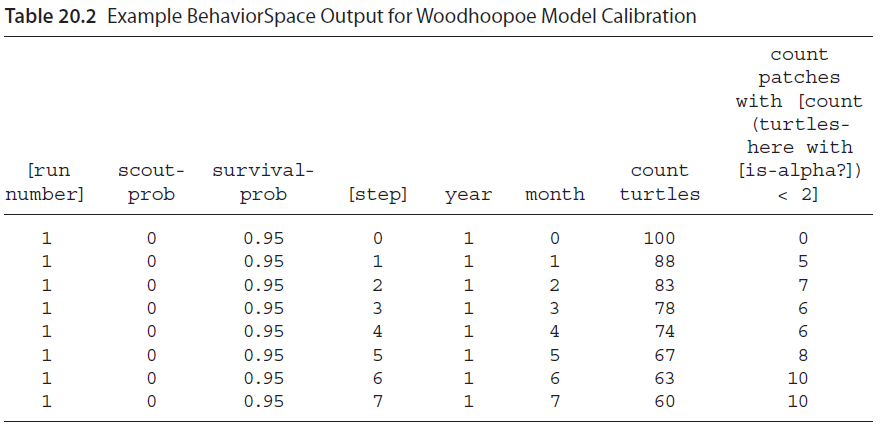 Table 20.2 Example BehaviorSpace Output for Woodhoopoe Model Calibration
count
patches
with [count
(turtles-
here with
[run scout- survival- count [is-alpha?])
number] prob prob [step] year month turtles < 2]
1 0 0.95 0 1 0 100 0
1 0 0.95 1 1 1 88 5
1 0 0.95 2 1 2 83 7
1 0 0.95 3 1 3 78 6
1 0 0.95 4 1 4 74 6
1 0 0.95 5 1 5 67 8
1 0 0.95 6 1 6 63 10
1 0 0.95 7 1 7 60 10